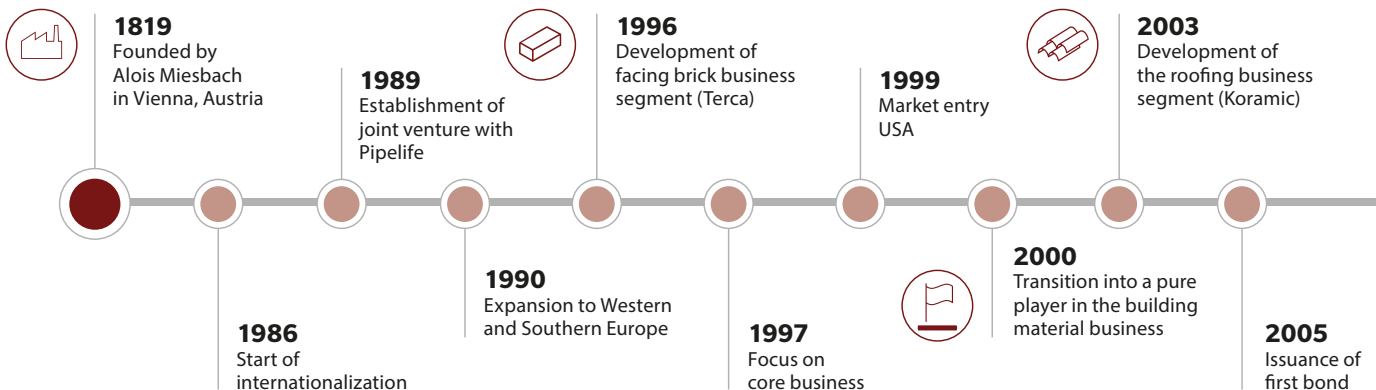 1819
Founded by
Alois Miesbach
in Vienna, Austria
1986
Start of
internationalization
1989
Establishment of
joint venture with
Pipelife
1990
Expansion to Western
and Southern Europe
1996
Development of
facing brick business
segment (Terca)
1997
Focus on
core business
1999
Market entry
USA
2000
Transition into a pure
player in the building
material business
2003
Development of
the roofing business
segment (Koramic)
2005
Issuance of
first bond